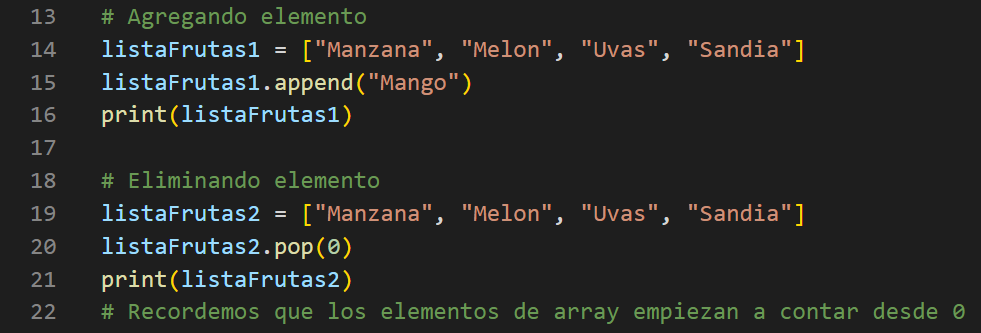 13 # Agregando elemento
14 listaFrutas1 = ["Manzana", "Melon", "Uvas", "Sandia"]
15 listaFrutas1.append("Mango")
16 print(listaFrutas1)
17
18 # Eliminando elemento
19 listaFrutas2 = ["Manzana", "Melon", "Uvas", "Sandia"]
20 listaFrutas2.pop(0)
21 print(listaFrutas2)
22 # Recordemos que los elementos de array empiezan a contar desde 0